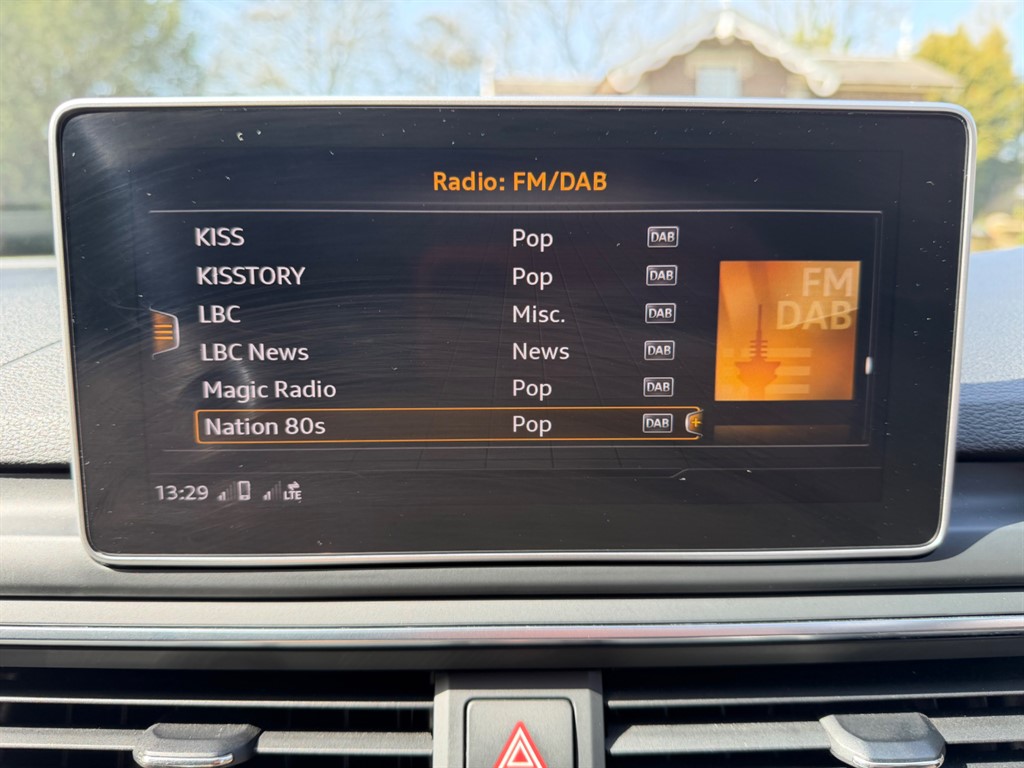 Radio: FM/DAB
KISS Pop DAB
KISSTORY Pop DAB
LBC Misc. DAB
LBC News News DAB
Magic Radio Pop DAB
Nation 80s Pop DAB
FM
DAB
13:29 LTE